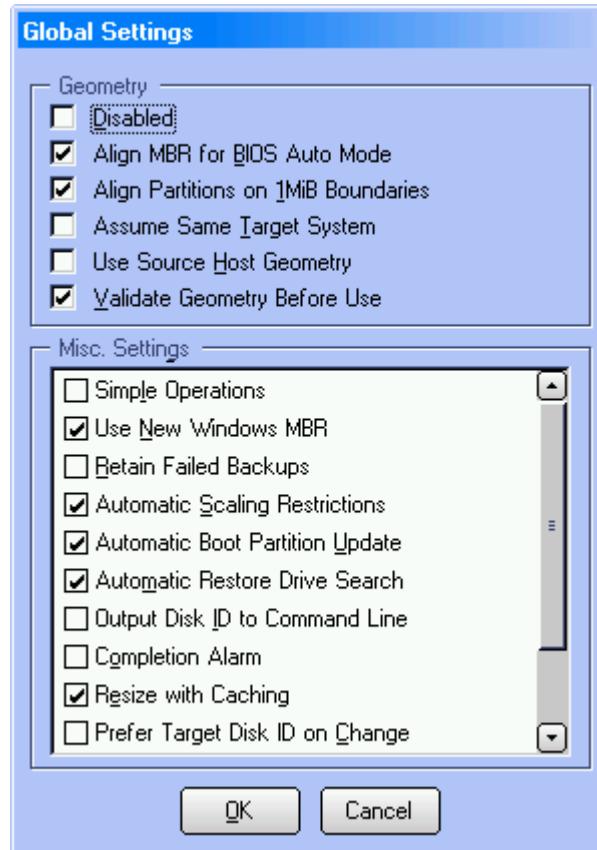 Global Settings
Geometry
Disabled
Align MBR for BIOS Auto Mode
Align Partitions on 1MiB Boundaries
Assume Same Target System
Use Source Host Geometry
Validate Geometry Before Use
Misc. Settings
Simple Operations
Use New Windows MBR
Retain Failed Backups
Automatic Scaling Restrictions
Automatic Boot Partition Update
Automatic Restore Drive Search
Output Disk ID to Command Line
Completion Alarm
Resize with Caching
Prefer Target Disk ID on Change
OK
Cancel